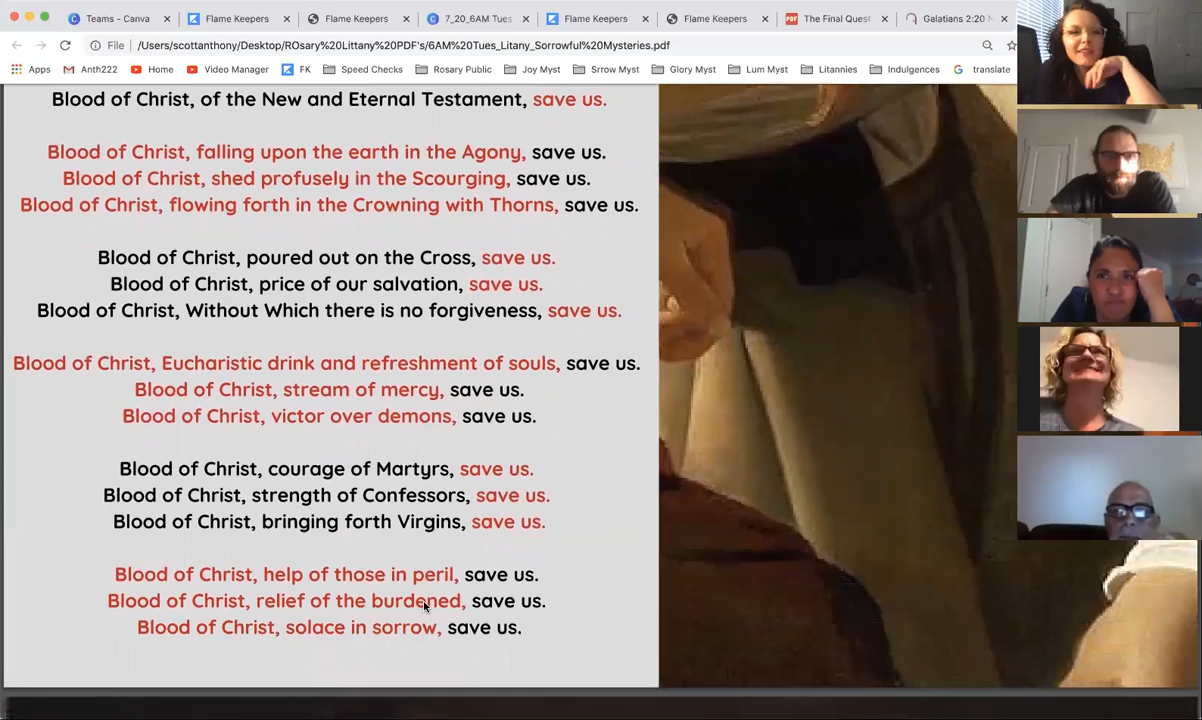 Teams - Canva
Flame Keepers
Flame Keepers
7_20_6AM Tues
Flame Keepers
Flame Keepers
The Final Quest
Galatians 2:20 N
File /Users/scottanthony/Desktop/ROsary%20Littany%20PDF's/6AM%20Tues_Litany_Sorrowful%20Mysteries.pdf
Apps Anth222 Home Video Manager FK Speed Checks Rosary Public Joy Myst Srrow Myst Glory Myst Lum Myst Litannies Indulgences translate
Blood of Christ, of the New and Eternal Testament, save us.
Blood of Christ, falling upon the earth in the Agony, save us.
Blood of Christ, shed profusely in the Scourging, save us.
Blood of Christ, flowing forth in the Crowning with Thorns, save us.
Blood of Christ, poured out on the Cross, save us.
Blood of Christ, price of our salvation, save us.
Blood of Christ, Without Which there is no forgiveness, save us.
Blood of Christ, Eucharistic drink and refreshment of souls, save us.
Blood of Christ, stream of mercy, save us.
Blood of Christ, victor over demons, save us.
Blood of Christ, courage of Martyrs, save us.
Blood of Christ, strength of Confessors, save us.
Blood of Christ, bringing forth Virgins, save us.
Blood of Christ, help of those in peril, save us.
Blood of Christ, relief of the burdened, save us.
Blood of Christ, solace in sorrow, save us.